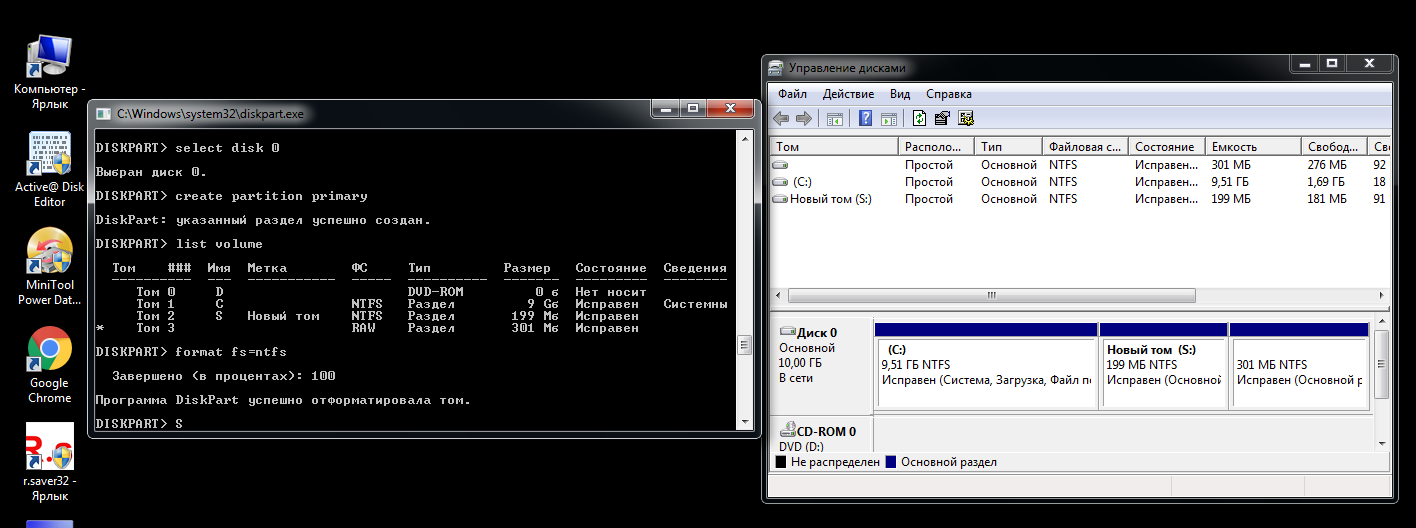 Компьютер -
Ярлык
Active@ Disk
Editor
MiniTool
Power Dat...
Google
Chrome
R.s
r.saver32 -
Ярлык
C:\Windows\system32\diskpart.exe
DISKPART> select disk 0
Выбран диск 0.
DISKPART> create partition primary
DiskPart: указанный раздел успешно создан.
DISKPART> list volume
Том ### Имя Метка ФС Тип Размер Состояние Сведения
---------- --- ----------- ----- ---------- ------- --------- --------
Том 0 D DVD-ROM 0 б Нет носит
Том 1 C NTFS Раздел 9 Gб Исправен Системны
Том 2 S Новый том NTFS Раздел 199 Mб Исправен
* Том 3 RAW Раздел 301 Mб Исправен
DISKPART> format fs=ntfs
Завершено (в процентах): 100
Программа DiskPart успешно отформатировала том.
DISKPART> S
Управление дисками
Файл Действие Вид Справка
Том Располо... Тип Файловая с... Состояние Емкость Свобод... Св
Простой Основной NTFS Исправен... 301 МБ 276 МБ 92
(C:) Простой Основной NTFS Исправен... 9,51 ГБ 1,69 ГБ 18
Новый том (S:) Простой Основной NTFS Исправен... 199 МБ 181 МБ 91
Диск 0
Основной
10,00 ГБ
В сети
(C:)
9,51 ГБ NTFS
Исправен (Система, Загрузка, Файл по
Новый том (S:)
199 МБ NTFS
Исправен (Основной
301 МБ NTFS
Исправен (Основной р
CD-ROM 0
DVD (D:)
Не распределен Основной раздел